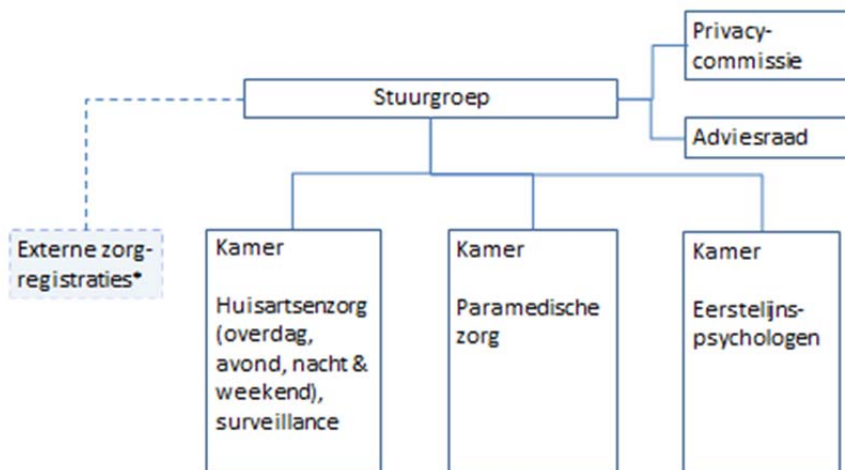 Privacy-
commissie
Stuurgroep
Adviesraad
Externe zorg-
registraties*
Kamer
Huisartsenzorg
(overdag,
avond, nacht &
weekend),
surveillance
Kamer
Paramedische
zorg
Kamer
Eerstelijns-
psychologen